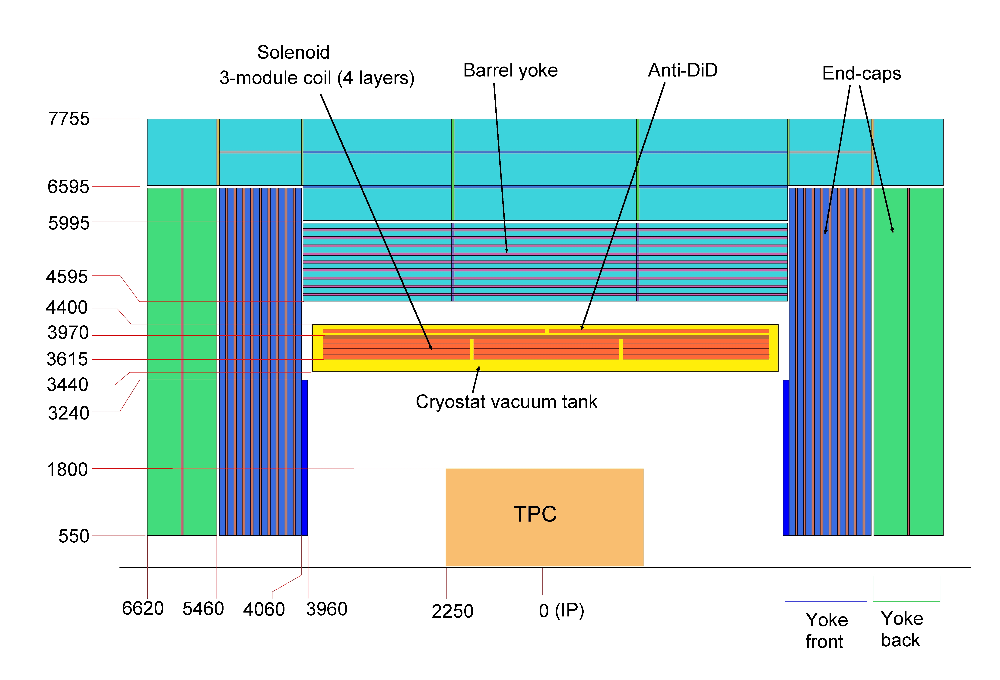 Solenoid
3-module coil (4 layers)
Barrel yoke
Anti-DiD
End-caps
7755
6595
5995
4595
4400
3970
3615
3440
3240
1800
550
Cryostat vacuum tank
TPC
6620
5460
4060
3960
2250
0 (IP)
Yoke
front
Yoke
back